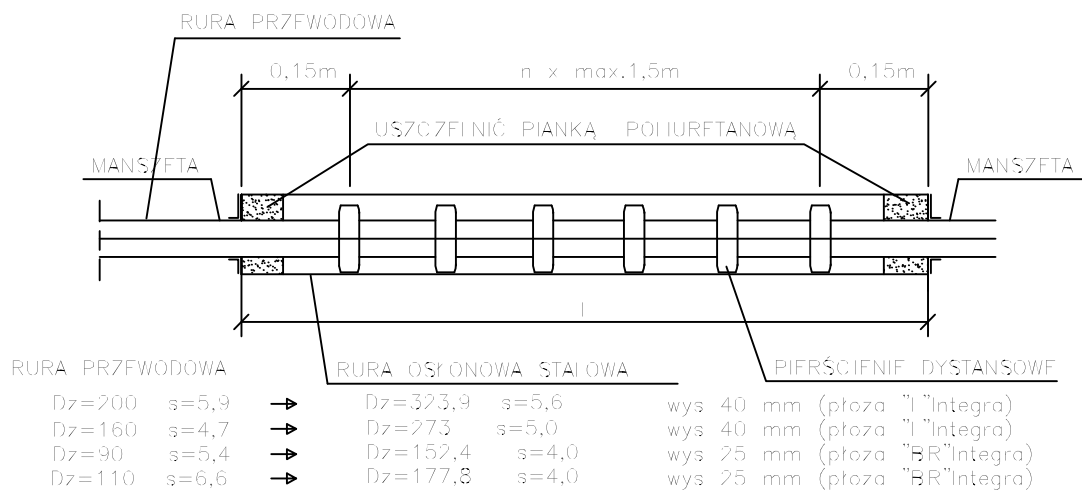 RURA PRZEWODOWA
0,15m
n x max.1,5m
0,15m
USZCZELNIĆ PIANKĄ POLIURETANOWĄ
MANSZETA
MANSZETA
l
RURA PRZEWODOWA
RURA OSŁONOWA STALOWA
PIERŚCIENIE DYSTANSOWE
Dz=200 s=5,9 → Dz=323,9 s=5,6 wys 40 mm (płoza "L"Integra)
Dz=160 s=4,7 → Dz=273 s=5,0 wys 40 mm (płoza "L"Integra)
Dz=90 s=5,4 → Dz=152,4 s=4,0 wys 25 mm (płoza "BR"Integra)
Dz=110 s=6,6 → Dz=177,8 s=4,0 wys 25 mm (płoza "BR"Integra)